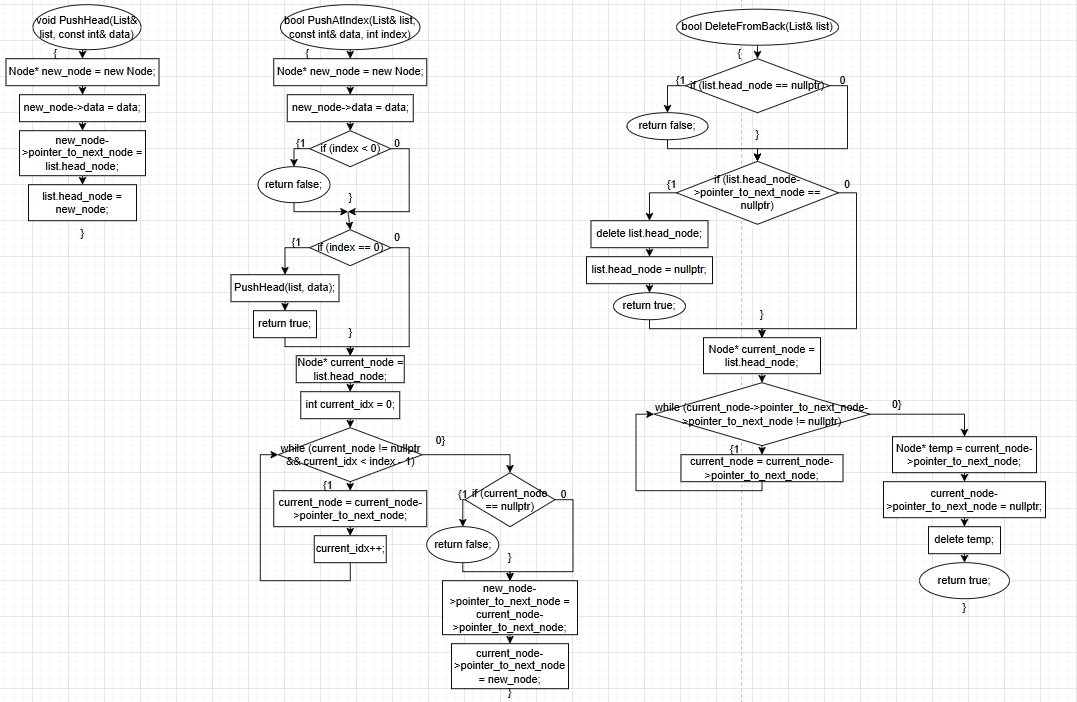 void PushHead(List&
list, const int& data)
{
Node* new_node = new Node;
new_node->data = data;
new_node-
>pointer_to_next_node =
list.head_node;
list.head_node =
new_node;
}
bool PushAtIndex(List& list,
const int& data, int index)
{
Node* new_node = new Node;
new_node->data = data;
{1
if (index < 0)
0
return false;
}
{1
if (index == 0)
0
PushHead(list, data);
return true;
}
Node* current_node =
list.head_node;
int current_idx = 0;
while (current_node != nullptr
&& current_idx < index - 1)
0}
{1
current_node = current_node-
>pointer_to_next_node;
current_idx++;
{1
if (current_node
== nullptr)
0
return false;
}
new_node-
>pointer_to_next_node =
current_node-
>pointer_to_next_node;
current_node-
>pointer_to_next_node
= new_node;
}
bool DeleteFromBack(List& list)
{
{1
if (list.head_node == nullptr)
0
return false;
}
{1
if (list.head_node-
>pointer_to_next_node ==
nullptr)
0
delete list.head_node;
list.head_node = nullptr;
return true;
}
Node* current_node =
list.head_node;
while (current_node->pointer_to_next_node-
>pointer_to_next_node != nullptr)
0}
{1
current_node = current_node-
>pointer_to_next_node;
Node* temp = current_node-
>pointer_to_next_node;
current_node-
>pointer_to_next_node = nullptr;
delete temp;
return true;
}